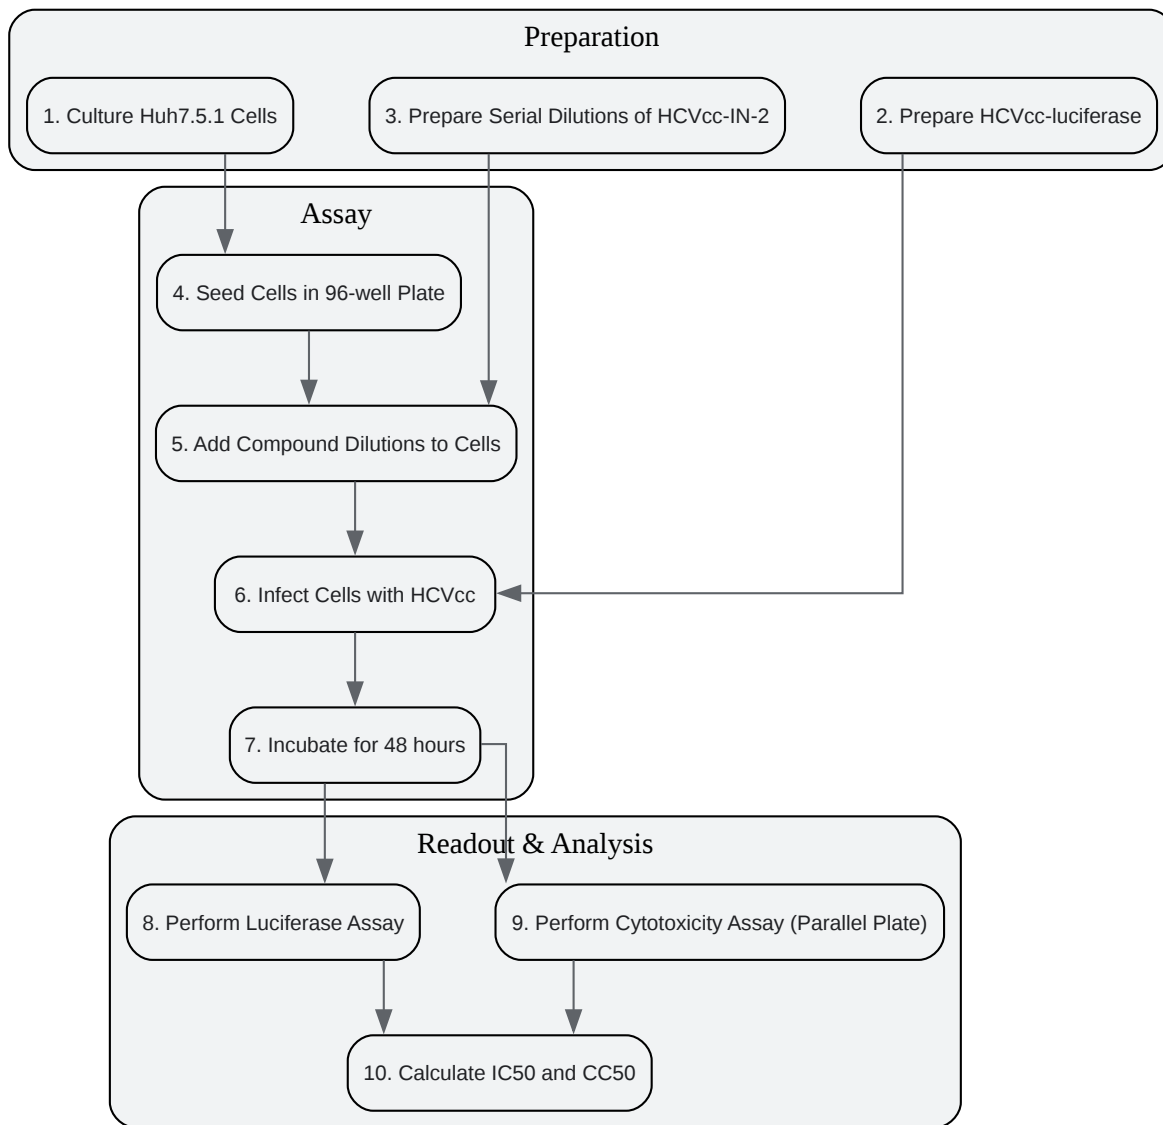 Preparation
1. Culture Huh7.5.1 Cells
3. Prepare Serial Dilutions of HCVcc-IN-2
2. Prepare HCVcc-luciferase
Assay
4. Seed Cells in 96-well Plate
5. Add Compound Dilutions to Cells
6. Infect Cells with HCVcc
7. Incubate for 48 hours
Readout & Analysis
8. Perform Luciferase Assay
9. Perform Cytotoxicity Assay (Parallel Plate)
10. Calculate IC50 and CC50